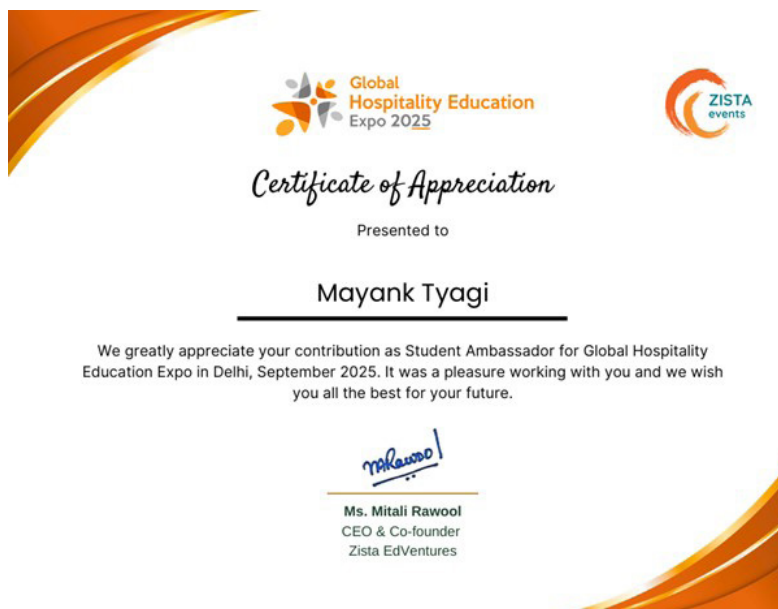 Global
Hospitality Education
Expo 2025
ZISTA
events
Certificate of Appreciation
Presented to
Mayank Tyagi
We greatly appreciate your contribution as Student Ambassador for Global Hospitality
Education Expo in Delhi, September 2025. It was a pleasure working with you and we wish
you all the best for your future.
MRawool
Ms. Mitali Rawool
CEO & Co-founder
Zista EdVentures